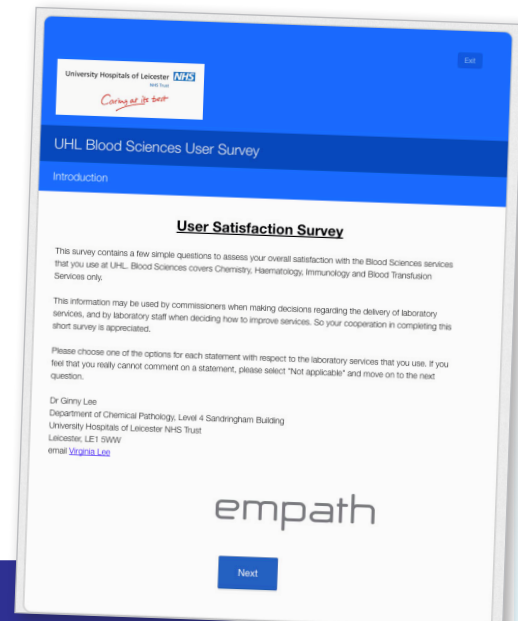 Exit
University Hospitals of Leicester NHS
NHS Trust
Caring at its best
UHL Blood Sciences User Survey
Introduction
User Satisfaction Survey
This survey contains a few simple questions to assess your overall satisfaction with the Blood Sciences services
that you use at UHL. Blood Sciences covers Chemistry, Haematology, Immunology and Blood Transfusion
Services only.
This information may be used by commissioners when making decisions regarding the delivery of laboratory
services, and by laboratory staff when deciding how to improve services. So your cooperation in completing this
short survey is appreciated.
Please choose one of the options for each statement with respect to the laboratory services that you use. If you
feel that you really cannot comment on a statement, please select "Not applicable" and move on to the next
question.
Dr Ginny Lee
Department of Chemical Pathology, Level 4 Sandringham Building
University Hospitals of Leicester NHS Trust
Leicester, LE1 5WW
email Virginia Lee
empath
Next